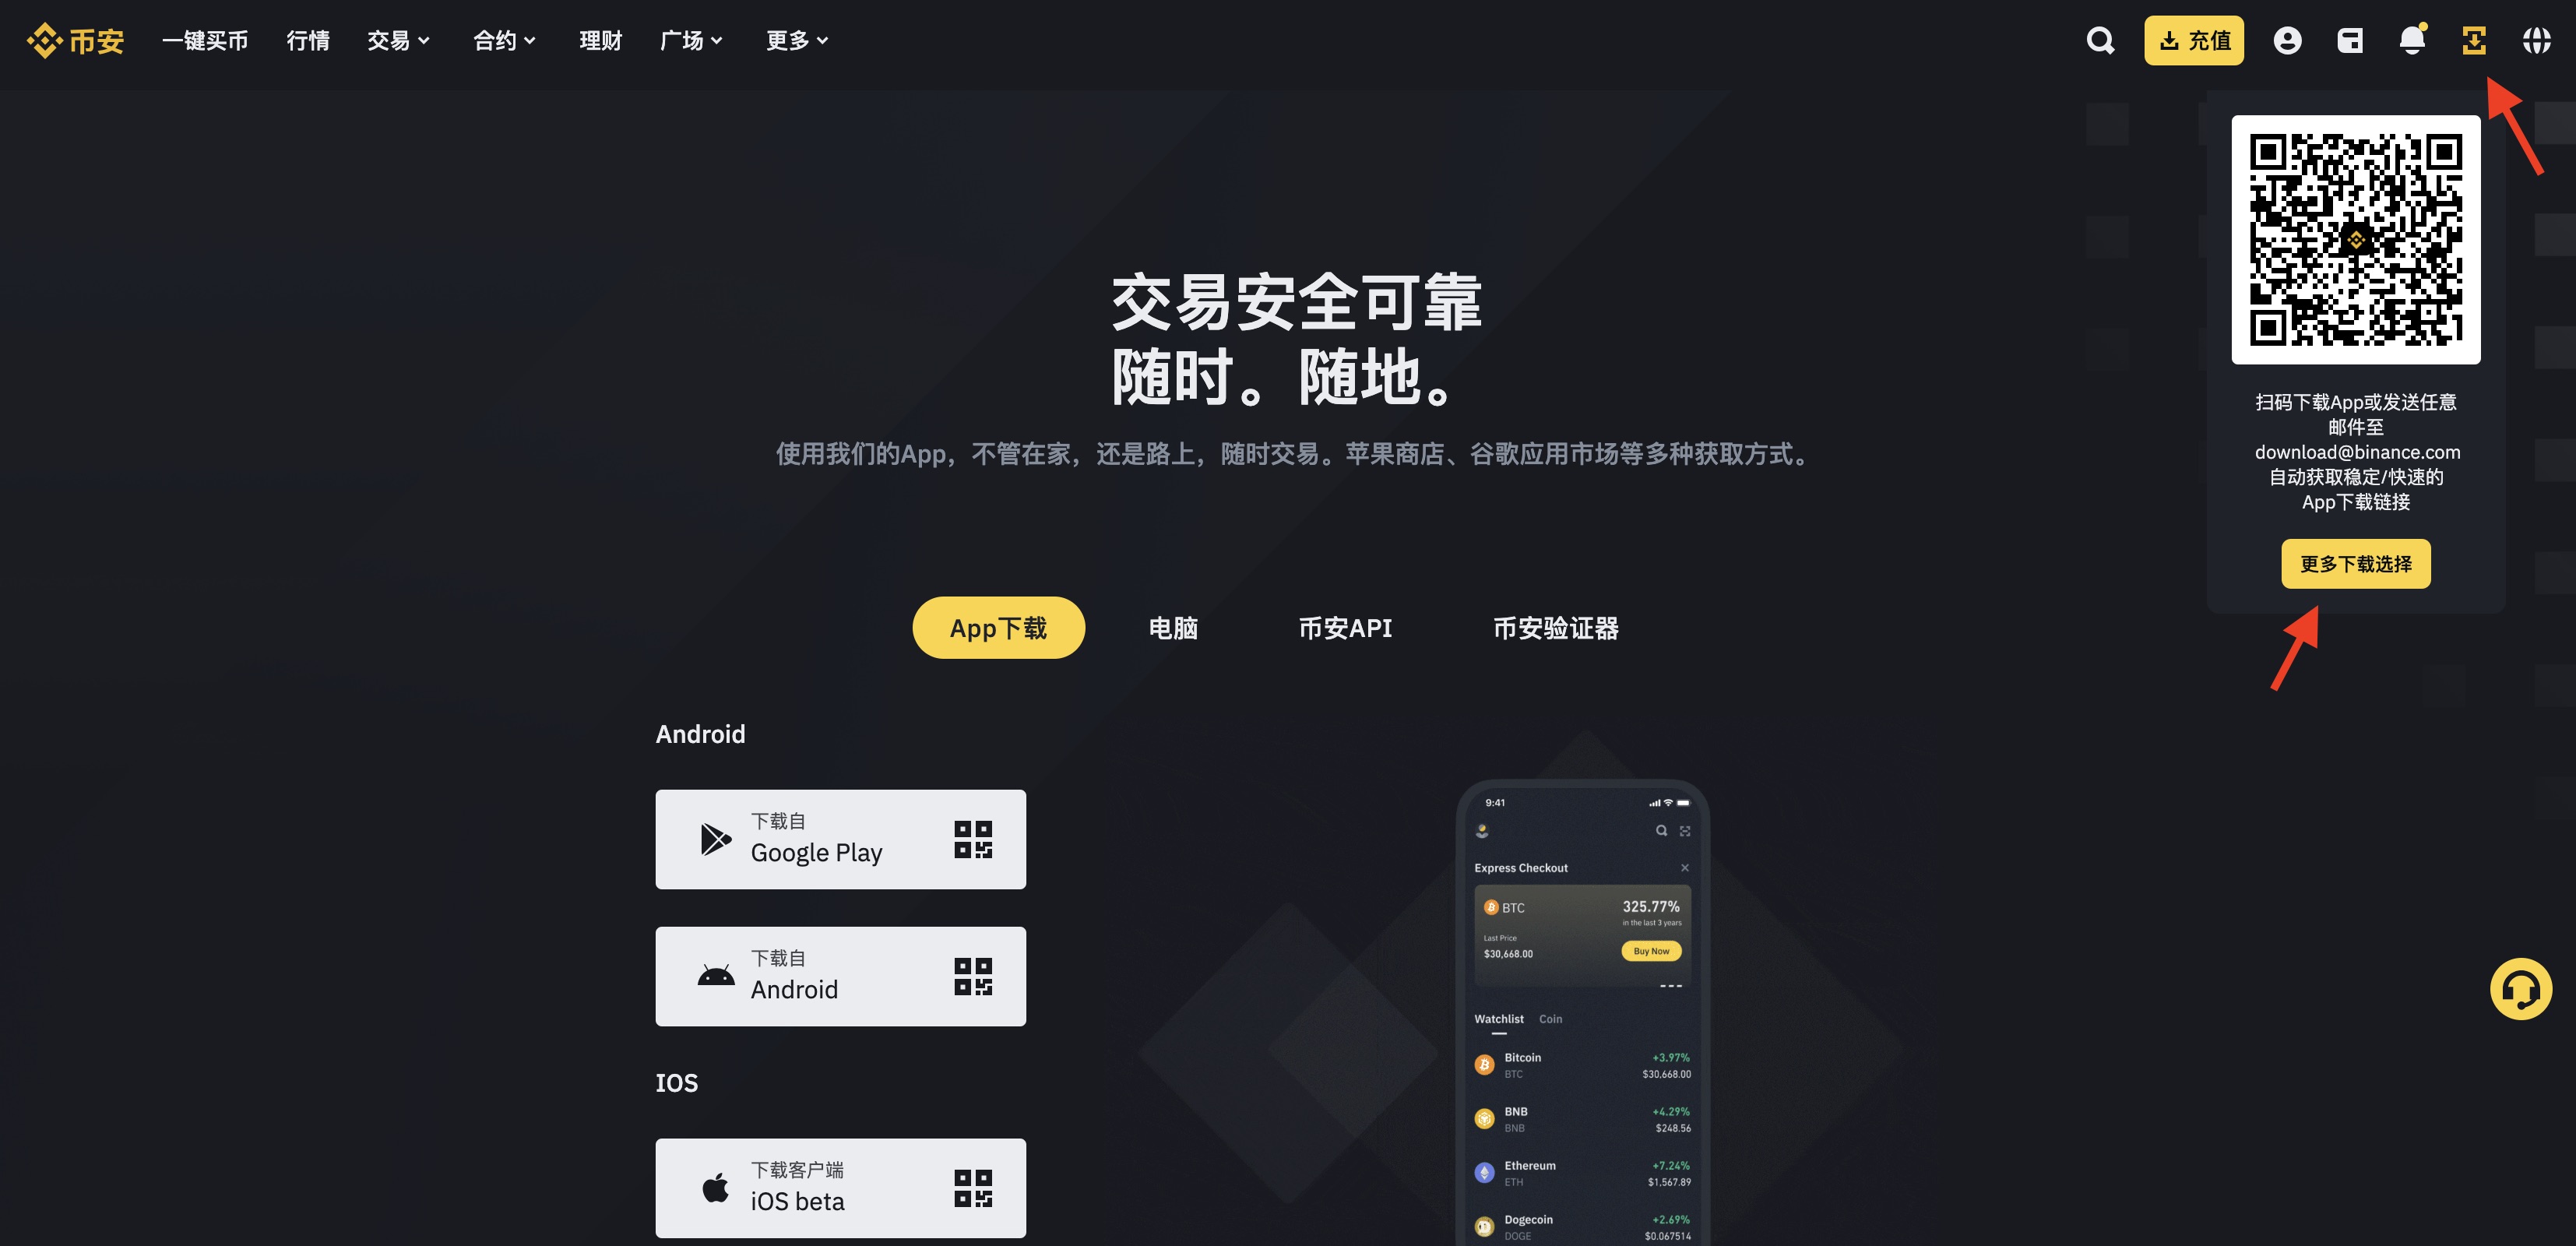 币安 一键买币 行情 交易 合约 理财 广场 更多 充值
扫码下载App或发送任意
邮件至
download@binance.com
自动获取稳定/快速的
App下载链接
更多下载选择
交易安全可靠
随时。随地。
使用我们的App，不管在家，还是路上，随时交易。苹果商店、谷歌应用市场等多种获取方式。
App下载 电脑 币安API 币安验证器
Android
下载自
Google Play
下载自
Android
IOS
下载客户端
iOS beta
9:41
Express Checkout
BTC 325.77%
in the last 3 years
Last Price
$30,668.00 Buy Now
Watchlist Coin
Bitcoin +3.97%
BTC $30,668.00
BNB +4.29%
BNB $248.56
Ethereum +7.24%
ETH $1,567.89
Dogecoin +2.69%
DOGE $0.067514